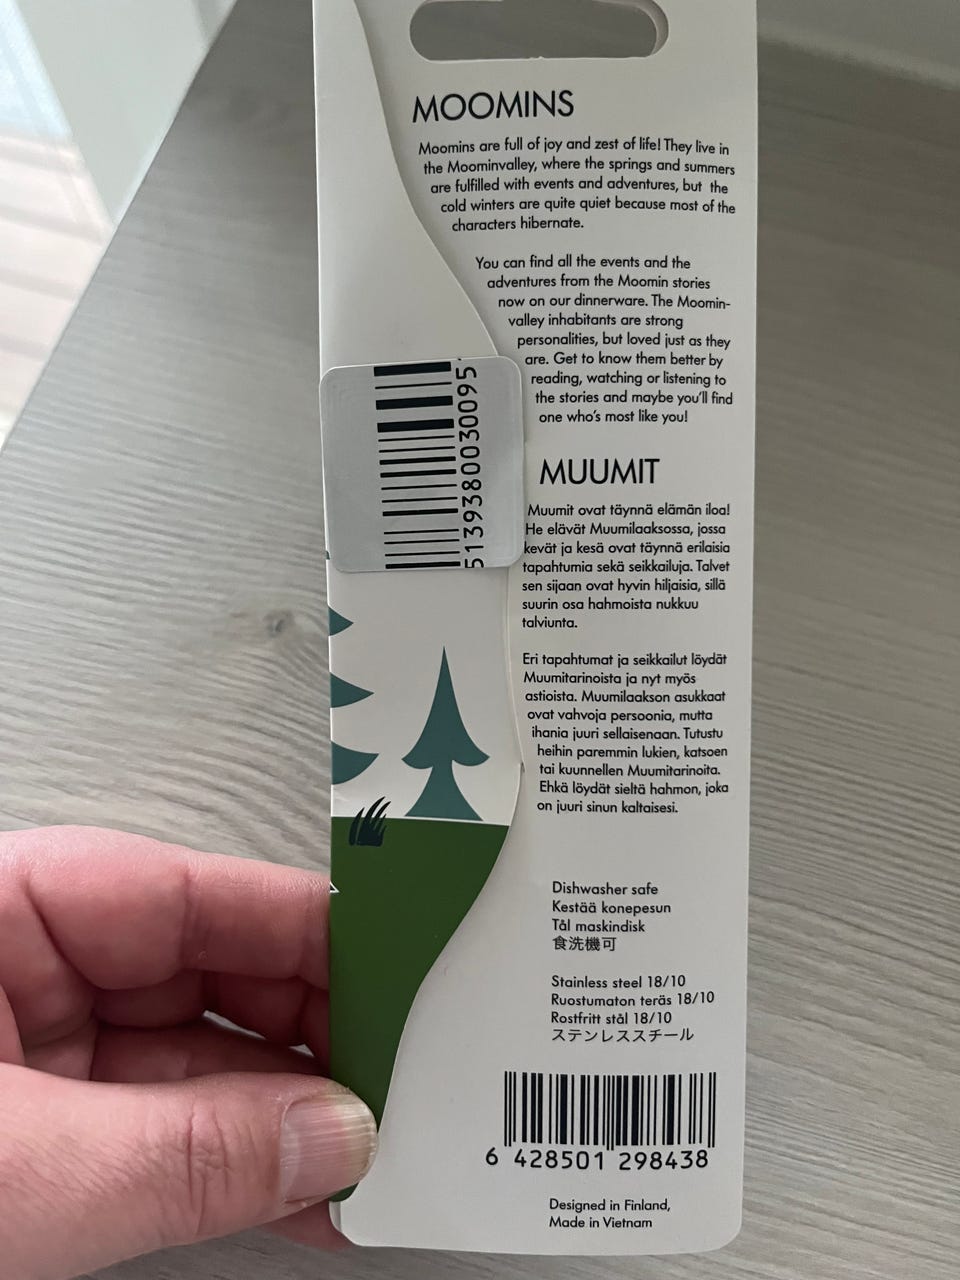 MOOMINS
Moomins are full of joy and zest of life! They live in
the Moominvalley, where the springs and summers
are fulfilled with events and adventures, but the
cold winters are quite quiet because most of the
characters hibernate.
You can find all the events and the
adventures from the Moomin stories
now on our dinnerware. The Moomin-
valley inhabitants are strong
personalities, but loved just as they
are. Get to know them better by
reading, watching or listening to
the stories and maybe you'll find
one who's most like you!
5139380030095
MUUMIT
Muumit ovat täynnä elämän iloa!
He elävät Muumilaaksossa, jossa
kevät ja kesä ovat täynnä erilaisia
tapahtumia sekä seikkailuja. Talvet
sen sijaan ovat hyvin hiljaisia, sillä
suurin osa hahmoista nukkuu
talviunta.
Eri tapahtumat ja seikkailut löydät
Muumitarinoista ja nyt myös
astioista. Muumilaakson asukkaat
ovat vahvoja persoonia, mutta
ihania juuri sellaisenaan. Tutustu
heihin paremmin lukien, katsoen
tai kuunnellen Muumitarinoita.
Ehkä löydät sieltä hahmon, joka
on juuri sinun kaltaisesi.
Dishwasher safe
Kestää konepesun
Tål maskindisk
食洗機可
Stainless steel 18/10
Ruostumaton teräs 18/10
Rostfritt stål 18/10
ステンレススチール
6 428501 298438
Designed in Finland,
Made in Vietnam